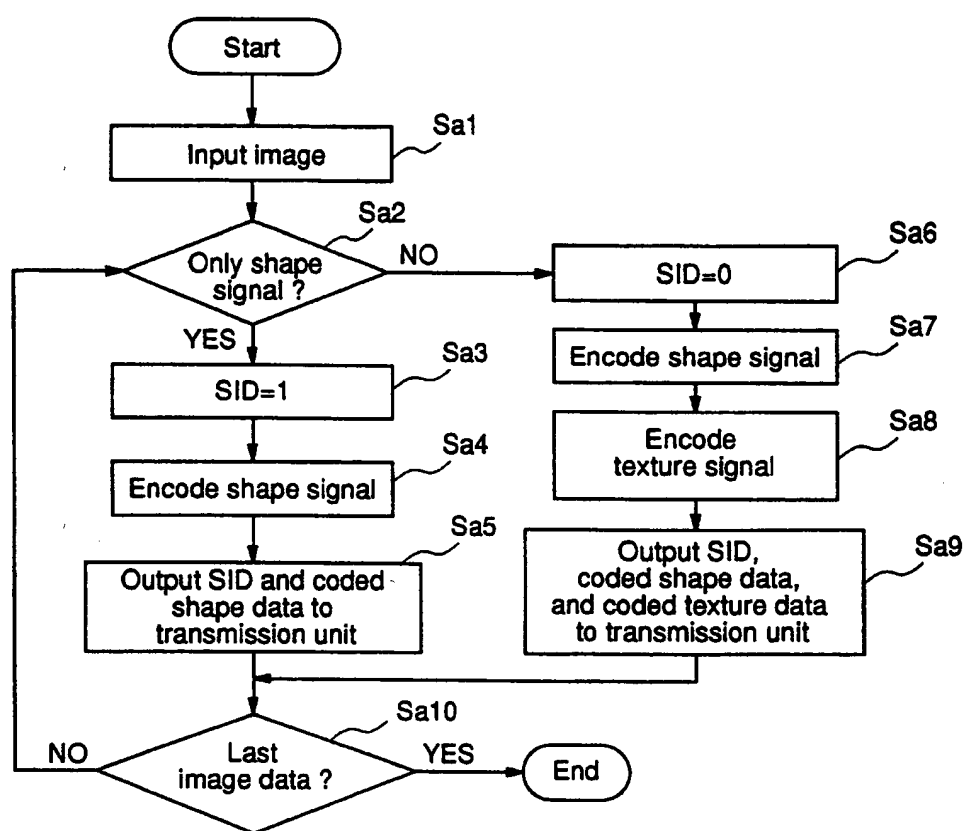 Start
Sa1
Input image
Sa2
Only shape
signal ?
NO
YES
Sa3
SID=1
Sa4
Encode shape signal
Sa5
Output SID and coded
shape data to
transmission unit
Sa6
SID=0
Sa7
Encode shape signal
Sa8
Encode
texture signal
Sa9
Output SID,
coded shape data,
and coded texture data
to transmission unit
Sa10
NO
Last
image data ?
YES
End